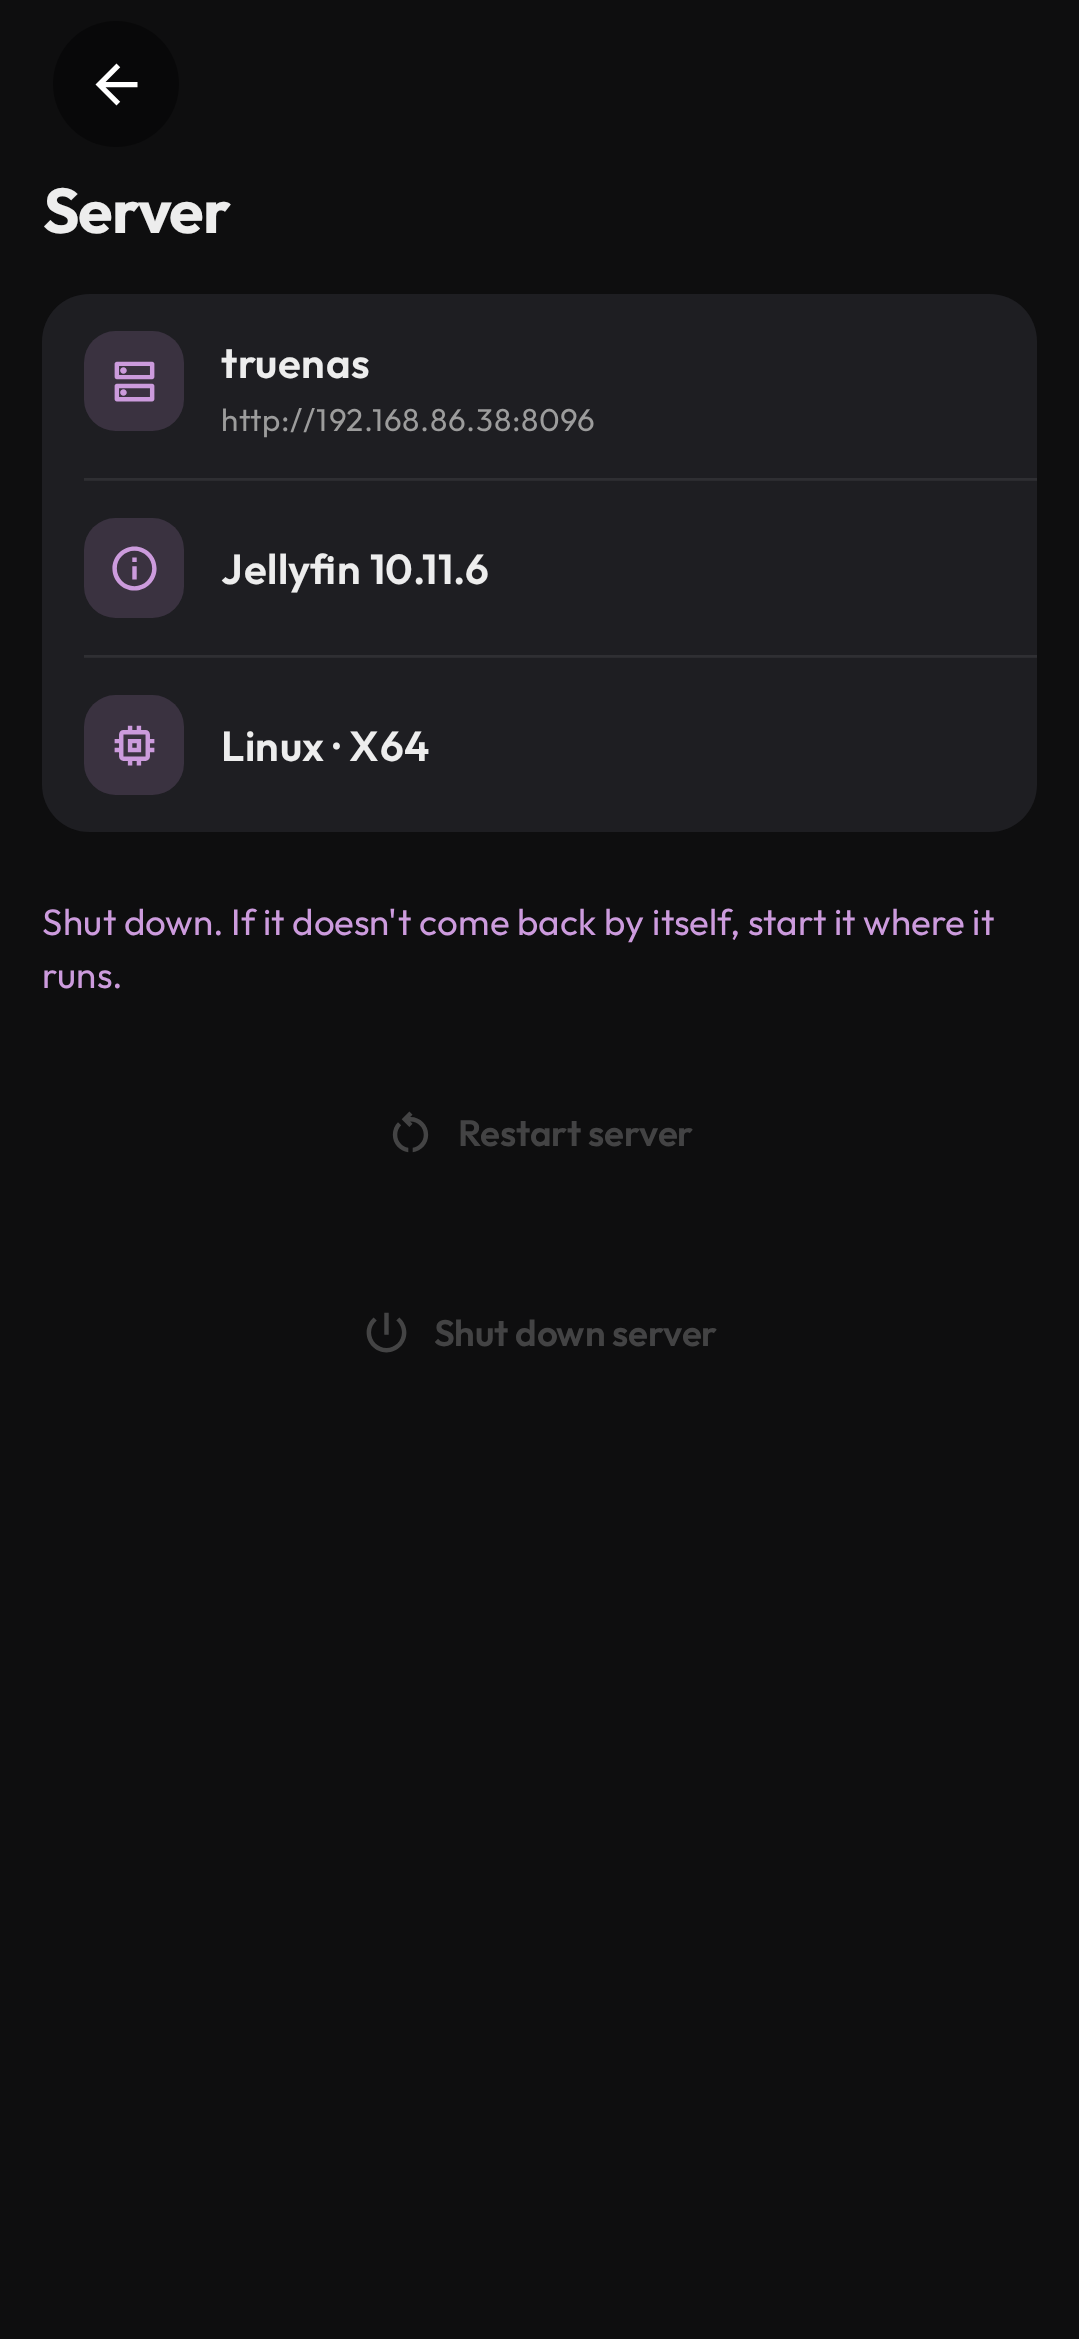 Server
truenas
http://192.168.86.38:8096
Jellyfin 10.11.6
Linux · X64
Shut down. If it doesn't come back by itself, start it where it
runs.
Restart server
Shut down server